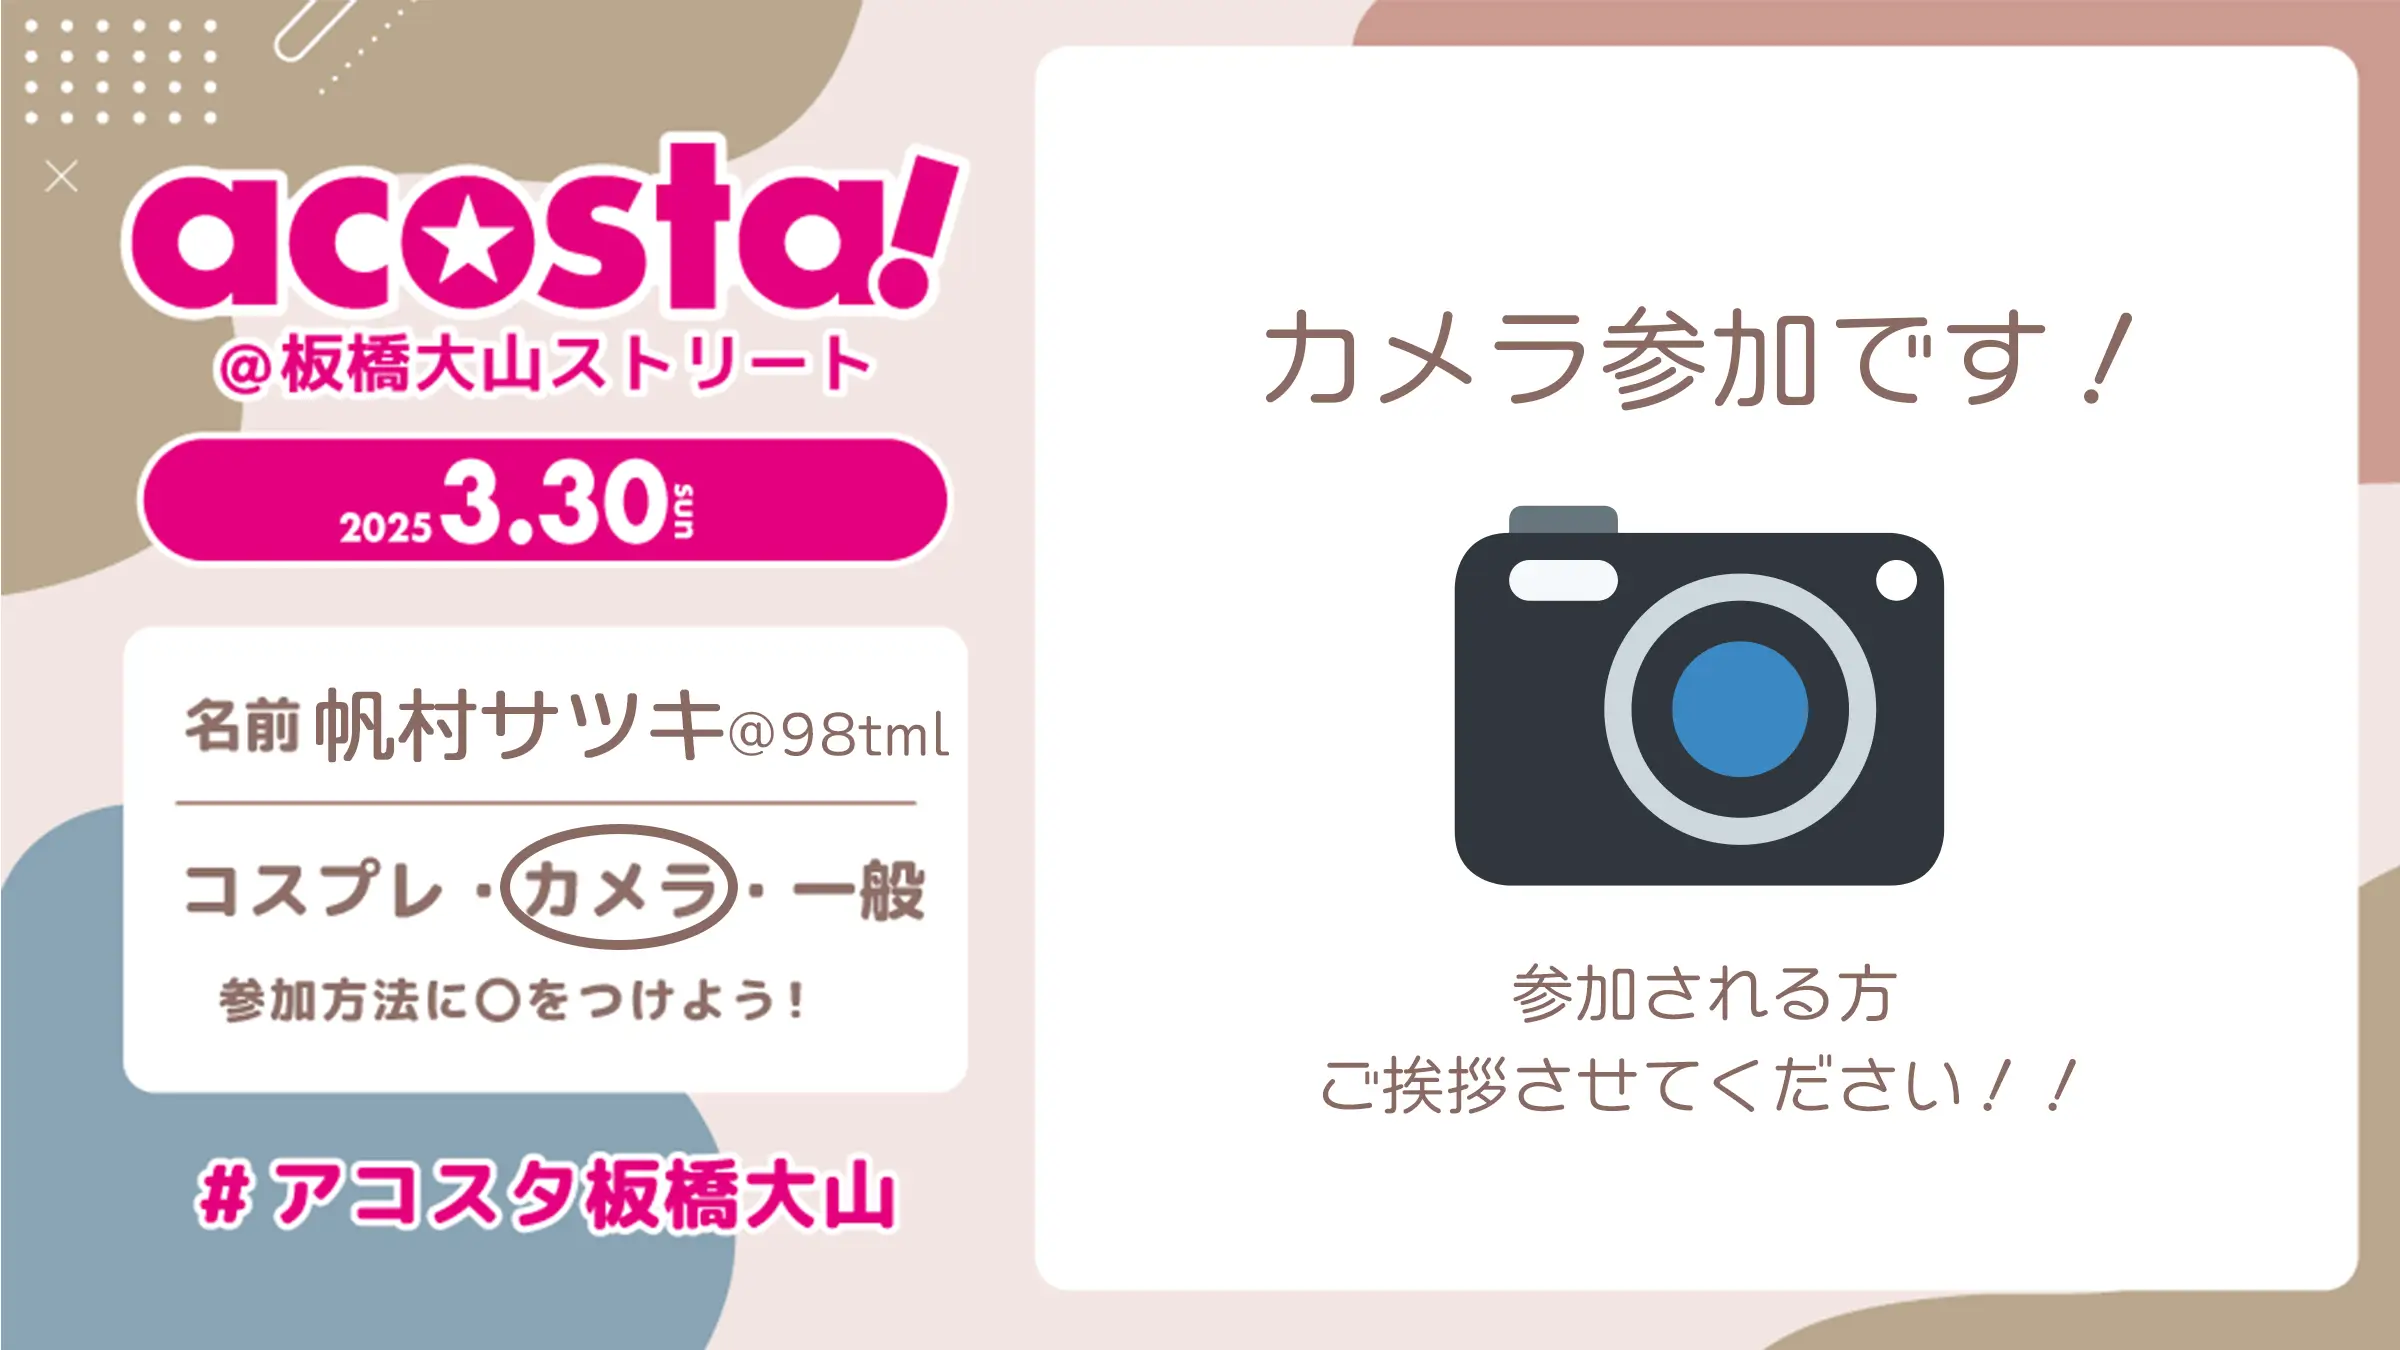 acosta!
@板橋大山ストリート
2025 3.30 sun
名前 帆村サツキ@98tml
コスプレ・カメラ・一般
参加方法に〇をつけよう!
#アコスタ板橋大山
カメラ参加です！
参加される方
ご挨拶させてください！！